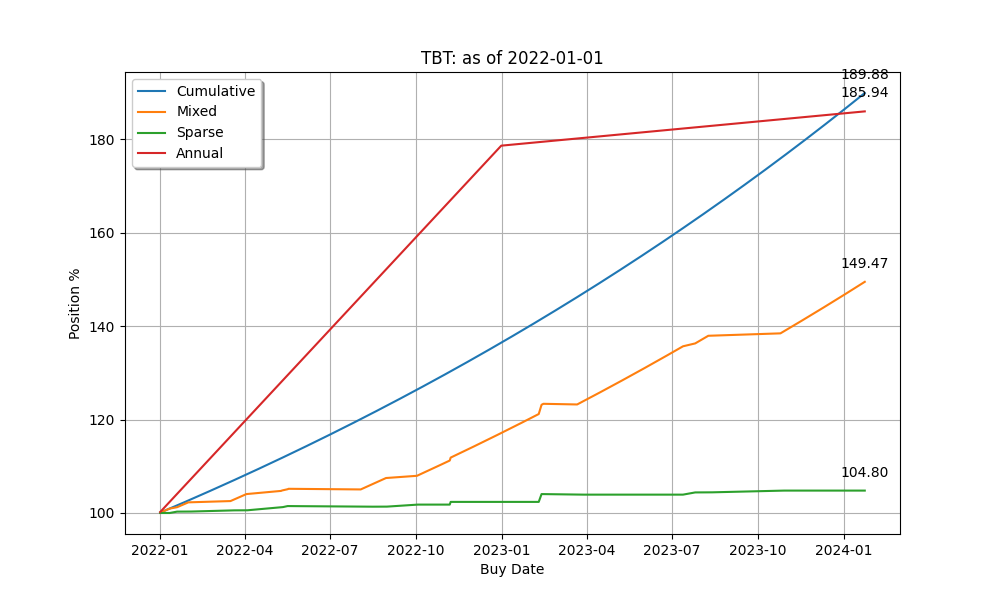 TBT: as of 2022-01-01
189.88
185.94
Cumulative
Mixed
Sparse
Annual
180
160
149.47
Position %
140
120
104.80
100
2022-01 2022-04 2022-07 2022-10 2023-01 2023-04 2023-07 2023-10 2024-01
Buy Date